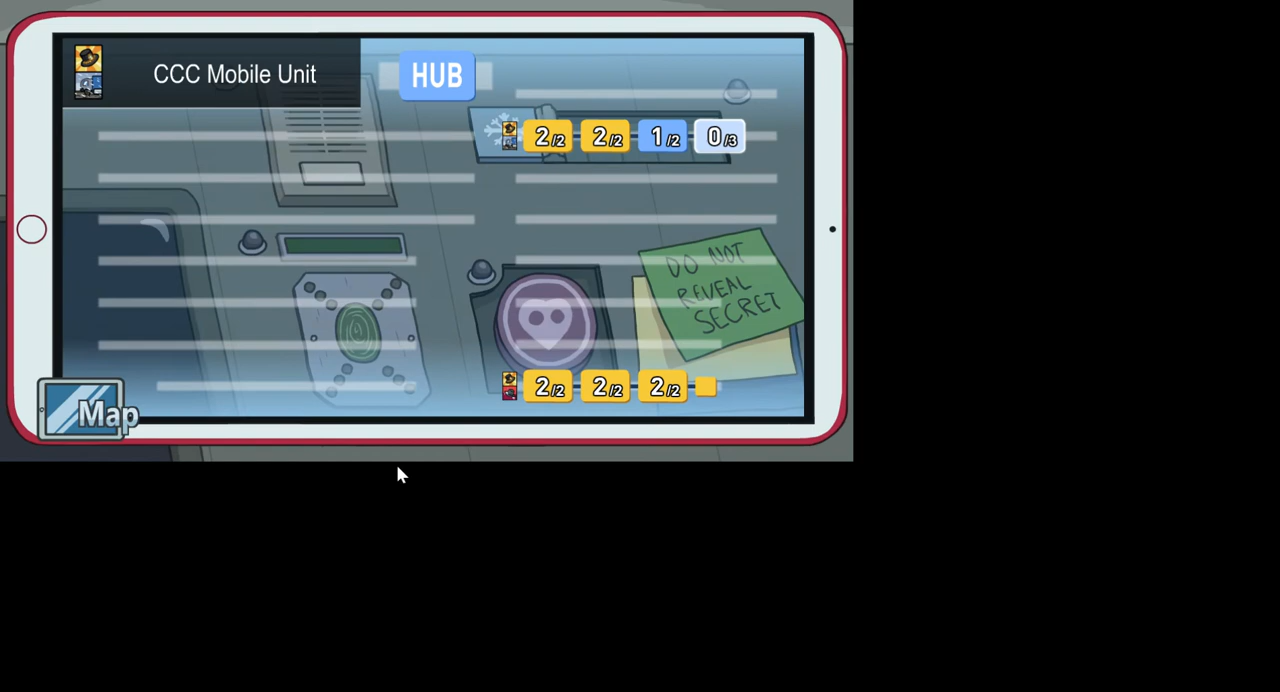 CCC Mobile Unit
HUB
2/2 2/2 1/2 0/3
DO NOT
REVEAL
SECRET
2/2 2/2 2/2
Map